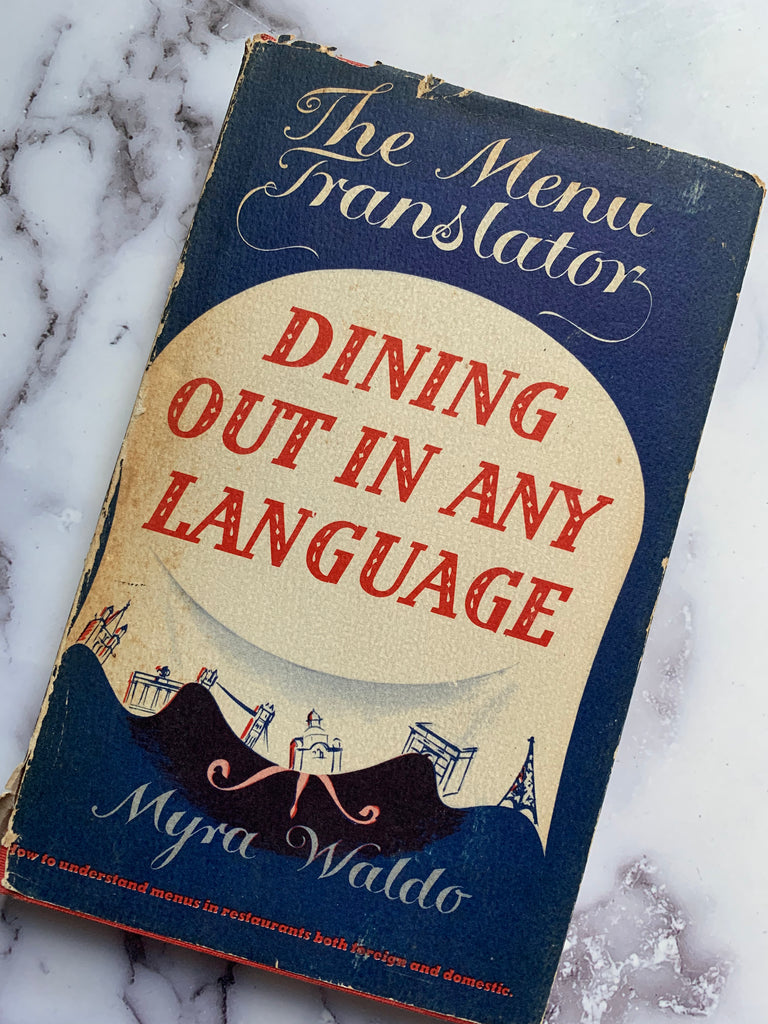 The Menu
Translator
DINING
OUT IN ANY
LANGUAGE
Myra Waldo
How to understand menus in restaurants both foreign and domestic.